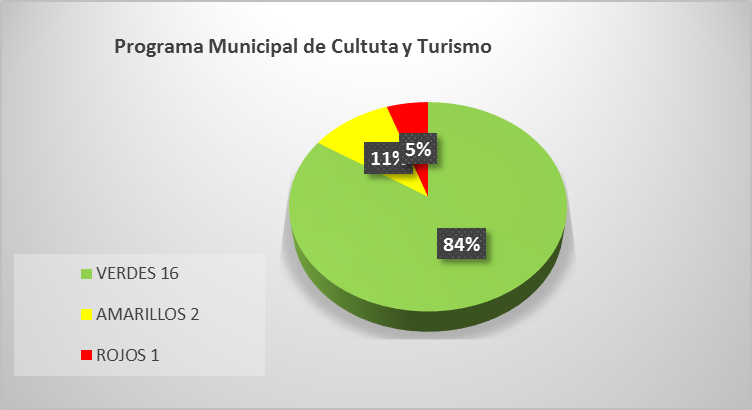 Programa Municipal de Cultuta y Turismo
11%
5%
84%
VERDES 16
AMARILLOS 2
ROJOS 1